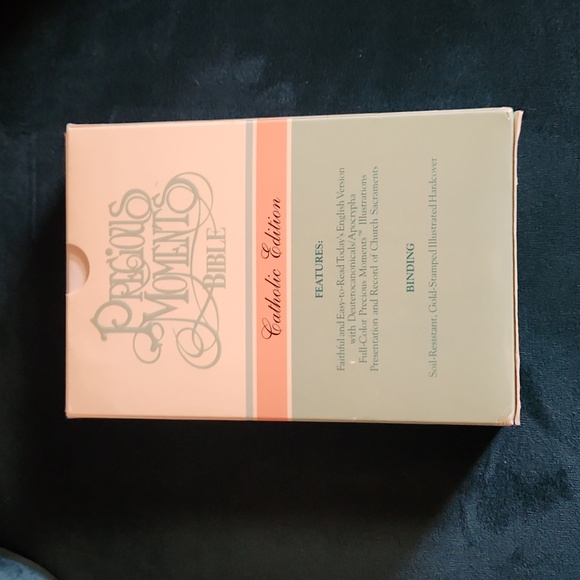 PRECIOUS
MOMENTS
BIBLE
Catholic Edition
FEATURES:
Faithful and Easy-to-Read Today's English Version
with Deuterocanonicals/Apocrypha
Full-Color Precious Moments™ Illustrations
Presentation and Record of Church Sacraments
BINDING
Soil-Resistant, Gold-Stamped Illustrated Hardcover